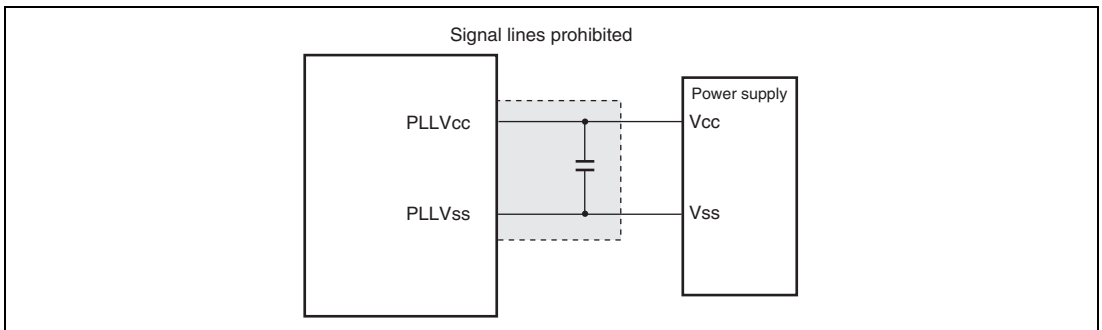 Signal lines prohibited
Power supply
PLLVcc
Vcc
PLLVss
Vss